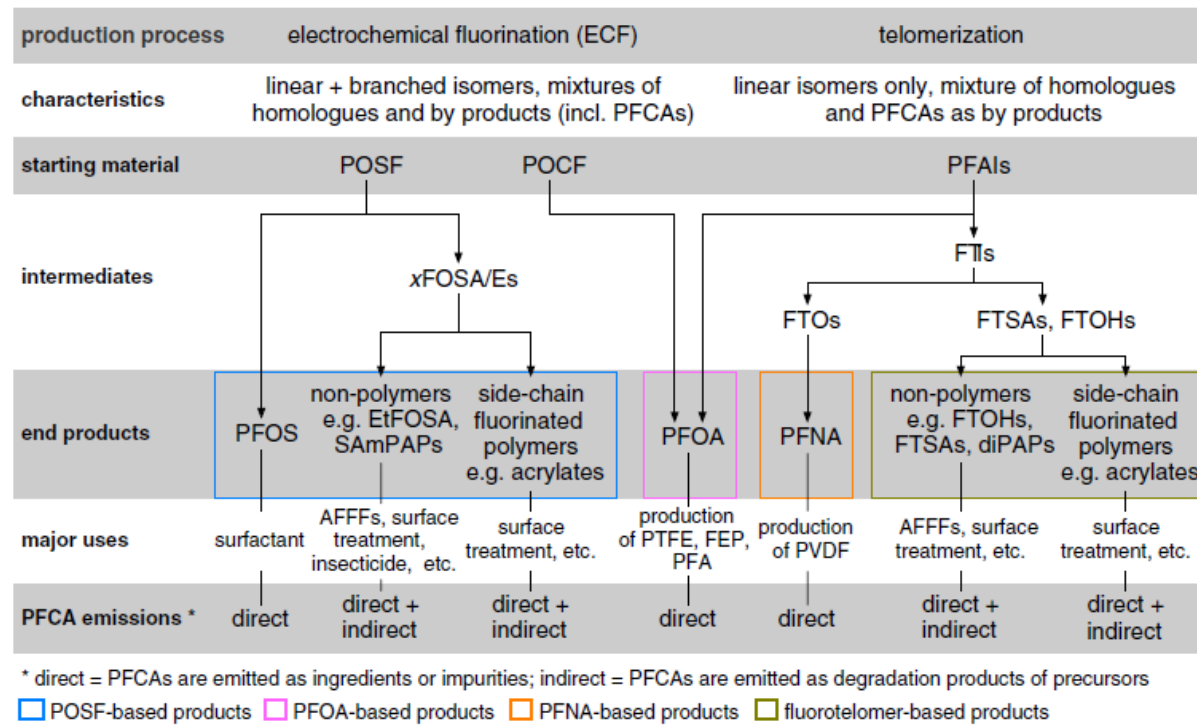 production process electrochemical fluorination (ECF) telomerization
characteristics
linear + branched isomers, mixtures of
homologues and by products (incl. PFCAs)
linear isomers only, mixture of homologues
and PFCAs as by products
starting material POSF POCF PFAIs
intermediates
xFOSA/Es
FTIs
FTOs FTSAs, FTOHs
end products
PFOS
non-polymers
e.g. EtFOSA,
SAmPAPs
side-chain
fluorinated
polymers
e.g. acrylates
PFOA
PFNA
non-polymers
e.g. FTOHs,
FTSAs, diPAPs
side-chain
fluorinated
polymers
e.g. acrylates
major uses
surfactant
AFFFs, surface
treatment,
insecticide, etc.
surface
treatment, etc.
production
of PTFE, FEP,
PFA
production
of PVDF
AFFFs, surface
treatment, etc.
surface
treatment, etc.
PFCA emissions *
direct
direct +
indirect
direct +
indirect
direct
direct
direct +
indirect
direct +
indirect
* direct = PFCAs are emitted as ingredients or impurities; indirect = PFCAs are emitted as degradation products of precursors
POSF-based products PFOA-based products PFNA-based products fluorotelomer-based products